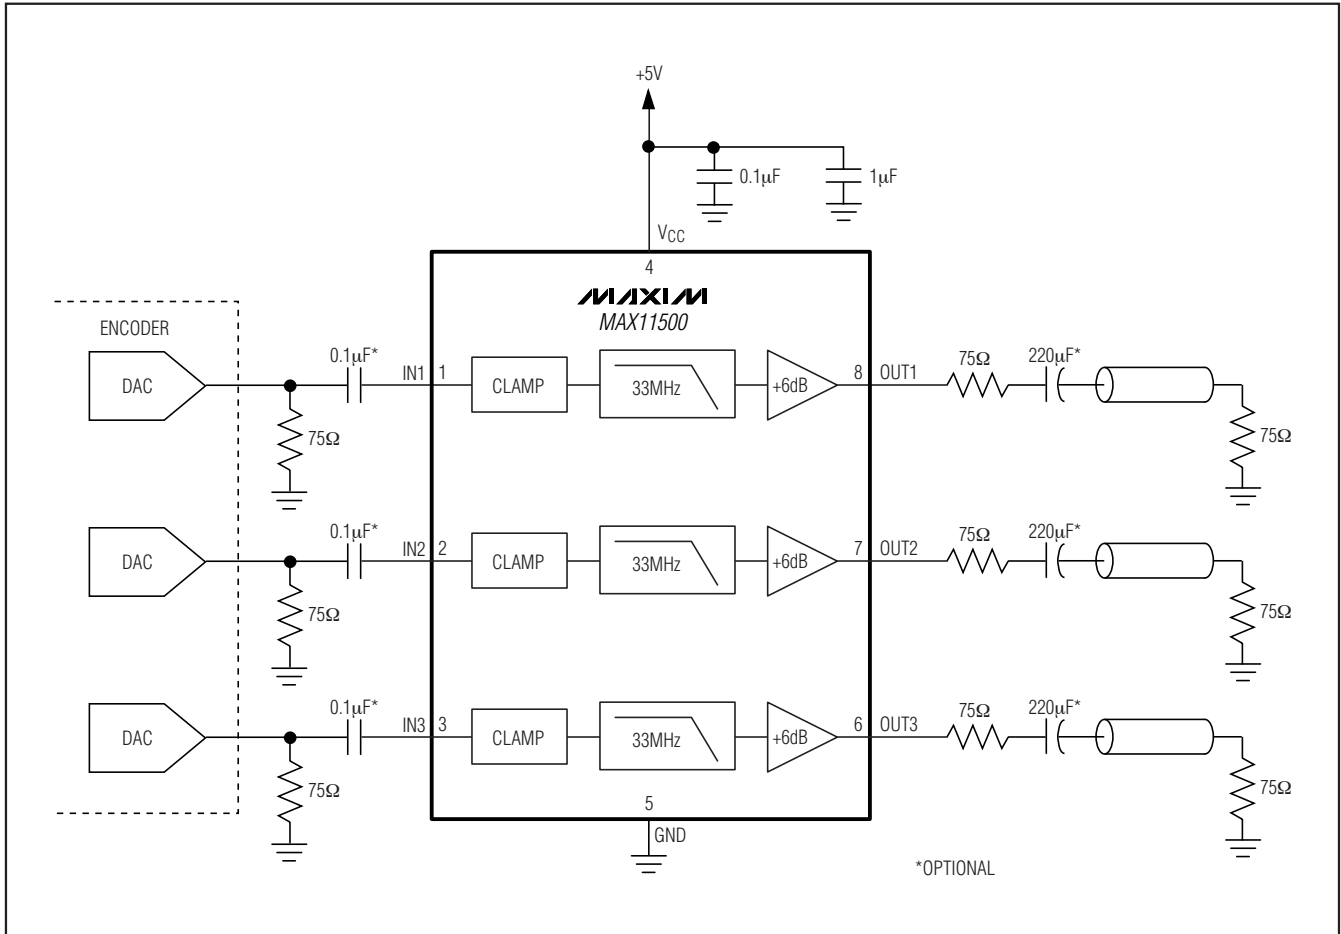 +5V
0.1μF
1μF
VCC
4
MAXIM
MAX11500
ENCODER
DAC
0.1μF*
IN1
1
CLAMP
33MHz
+6dB
8
OUT1
75Ω
220μF*
75Ω
75Ω
DAC
0.1μF*
IN2
2
CLAMP
33MHz
+6dB
7
OUT2
75Ω
220μF*
75Ω
75Ω
DAC
0.1μF*
IN3
3
CLAMP
33MHz
+6dB
6
OUT3
75Ω
220μF*
75Ω
75Ω
5
GND
*OPTIONAL